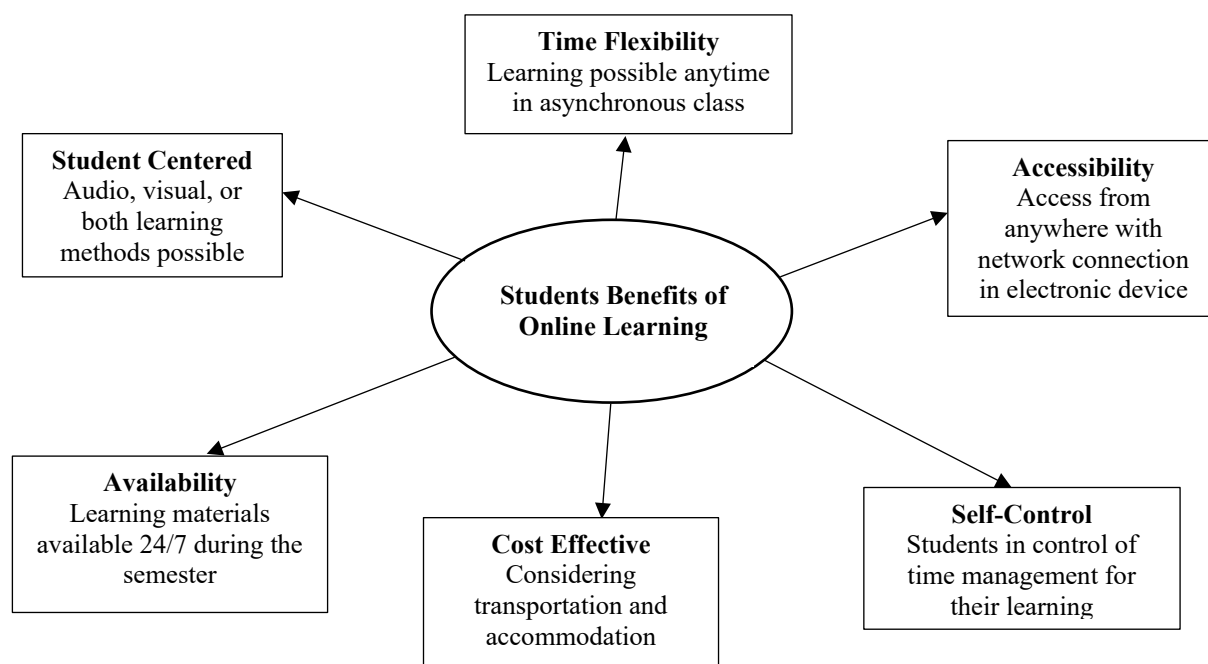 Time Flexibility
Learning possible anytime
in asynchronous class
Student Centered
Audio, visual, or
both learning
methods possible
Accessibility
Access from
anywhere with
network connection
in electronic device
Students Benefits of
Online Learning
Availability
Learning materials
available 24/7 during the
semester
Cost Effective
Considering
transportation and
accommodation
Self-Control
Students in control of
time management for
their learning